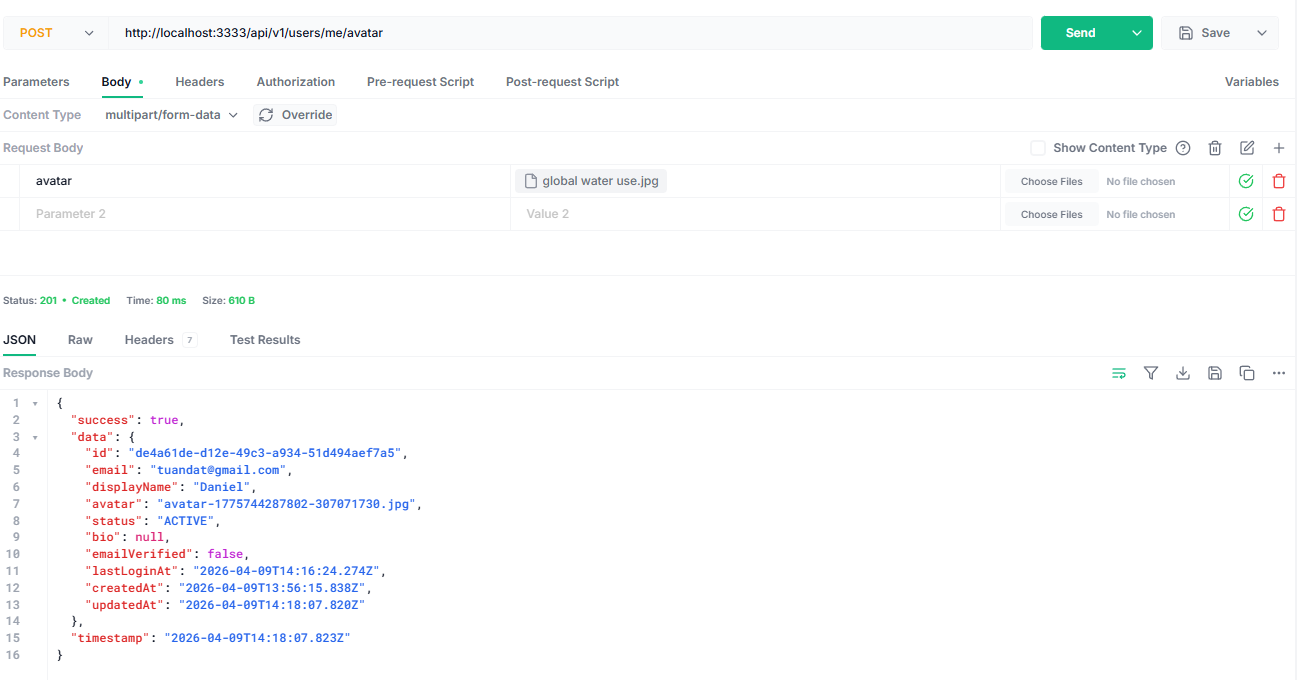 POST http://localhost:3333/api/v1/users/me/avatar Send Save
Parameters Body Headers Authorization Pre-request Script Post-request Script Variables
Content Type multipart/form-data Override
Request Body Show Content Type
avatar global water use.jpg Choose Files No file chosen
Parameter 2 Value 2 Choose Files No file chosen
Status: 201 • Created Time: 80 ms Size: 610 B
JSON Raw Headers 7 Test Results
Response Body
1 {
2 "success": true,
3 "data": {
4 "id": "de4a61de-d12e-49c3-a934-51d494aef7a5",
5 "email": "tuandat@gmail.com",
6 "displayName": "Daniel",
7 "avatar": "avatar-1775744287802-307071730.jpg",
8 "status": "ACTIVE",
9 "bio": null,
10 "emailVerified": false,
11 "lastLoginAt": "2026-04-09T14:16:24.274Z",
12 "createdAt": "2026-04-09T13:56:15.838Z",
13 "updatedAt": "2026-04-09T14:18:07.820Z"
14 },
15 "timestamp": "2026-04-09T14:18:07.823Z"
16 }